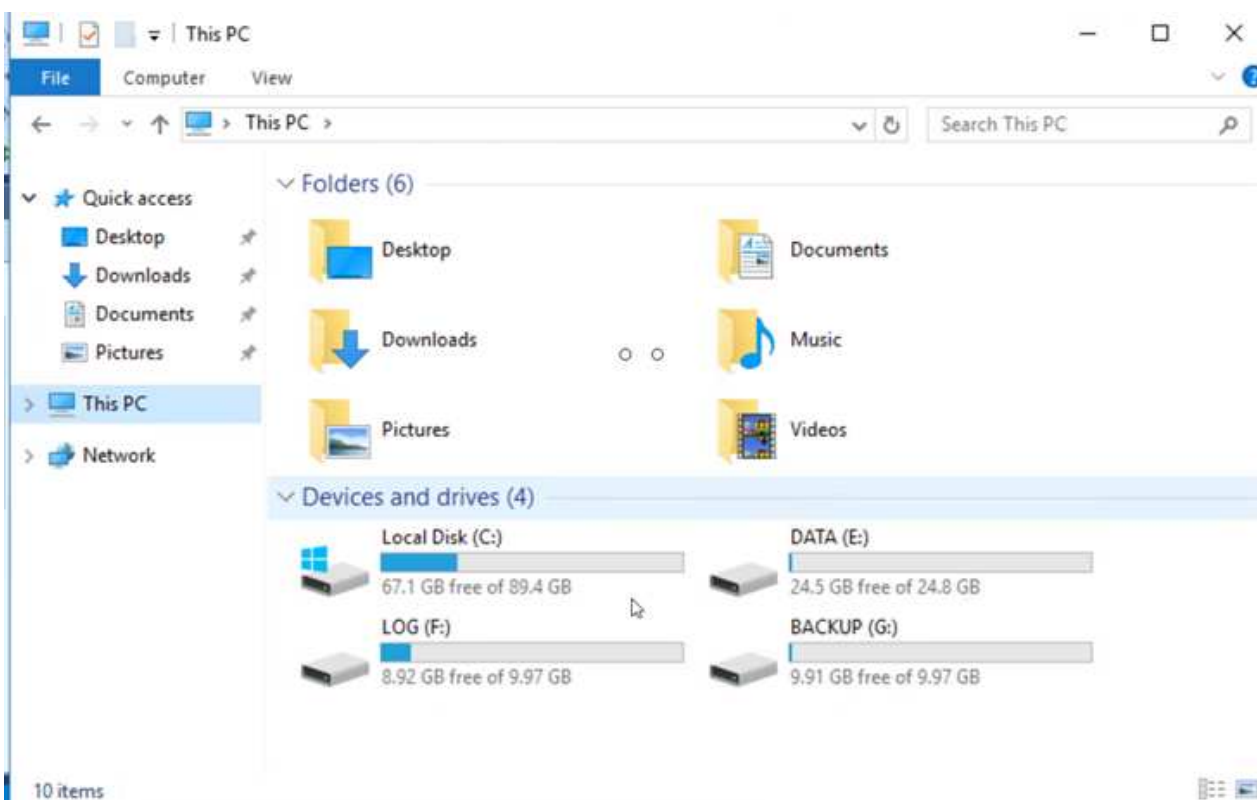 This PC
File Computer View
This PC
Search This PC
Quick access
Desktop
Downloads
Documents
Pictures
This PC
Network
Folders (6)
Desktop
Documents
Downloads
Music
Pictures
Videos
Devices and drives (4)
Local Disk (C:)
67.1 GB free of 89.4 GB
DATA (E:)
24.5 GB free of 24.8 GB
LOG (F:)
8.92 GB free of 9.97 GB
BACKUP (G:)
9.91 GB free of 9.97 GB
10 items